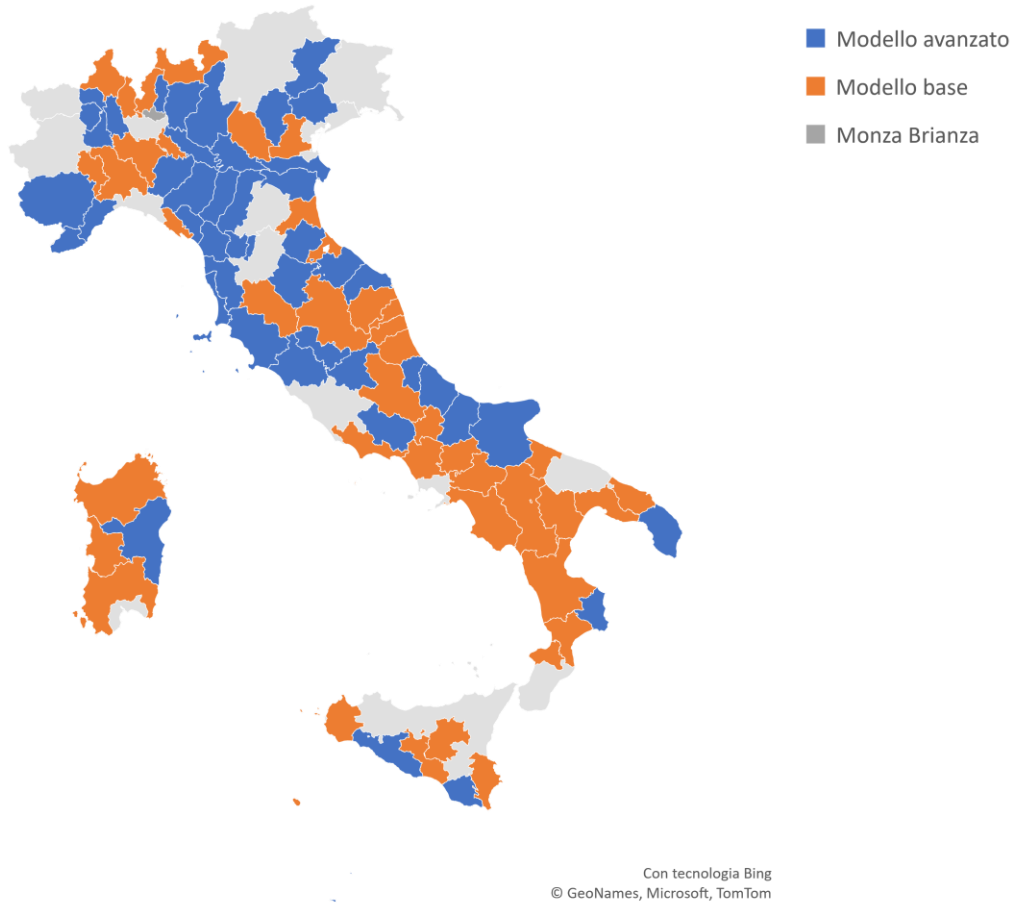 Modello avanzato
Modello base
Monza Brianza
Con tecnologia Bing
© GeoNames, Microsoft, TomTom